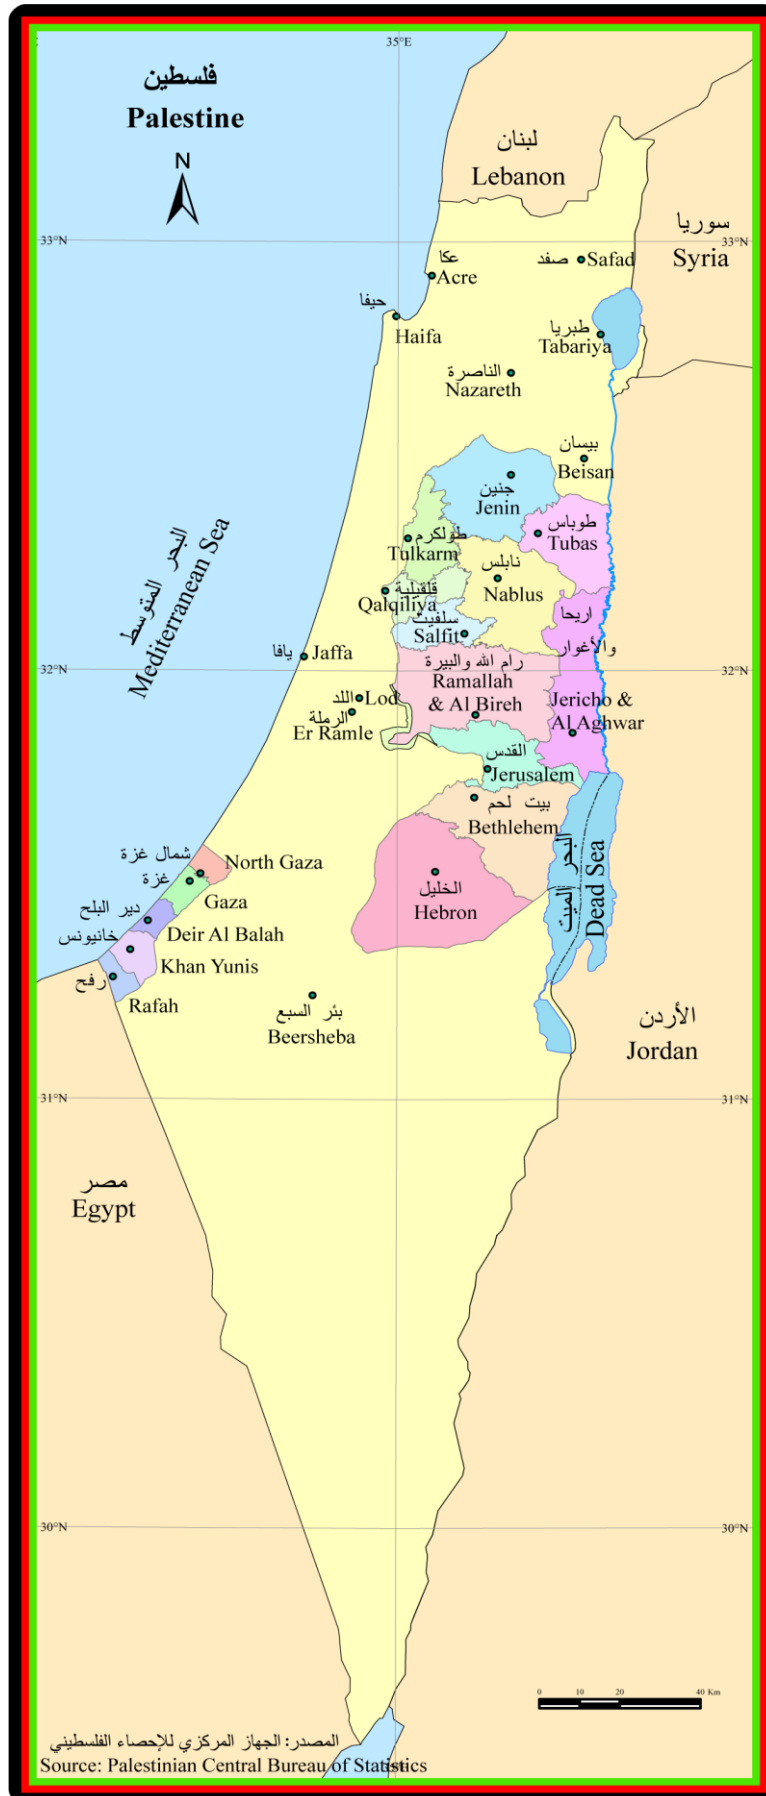 35°E
فلسطين
Palestine
N
لبنان
Lebanon
سوريا
Syria
33°N
33°N
عكا
Acre
صفد
Safad
حيفا
Haifa
طبريا
Tabariya
الناصرة
Nazareth
بيسان
Beisan
جنين
Jenin
طوباس
Tubas
طولكرم
Tulkarm
نابلس
Nablus
قلقيلية
Qalqiliya
سلفيت
Salfit
اريحا
والأغوار
Jericho &
Al Aghwar
البحر المتوسط
Mediterranean Sea
يافا
Jaffa
32°N
32°N
رام الله والبيرة
Ramallah
& Al Bireh
اللد
Lod
الرملة
Er Ramle
القدس
Jerusalem
بيت لحم
Bethlehem
البحر الميت
Dead Sea
شمال غزة
North Gaza
غزة
Gaza
الخليل
Hebron
دير البلح
Deir Al Balah
خانيونس
Khan Yunis
رفح
Rafah
بئر السبع
Beersheba
الأردن
Jordan
31°N
31°N
مصر
Egypt
30°N
30°N
0 10 20 40 Km
المصدر: الجهاز المركزي للإحصاء الفلسطيني
Source: Palestinian Central Bureau of Statistics